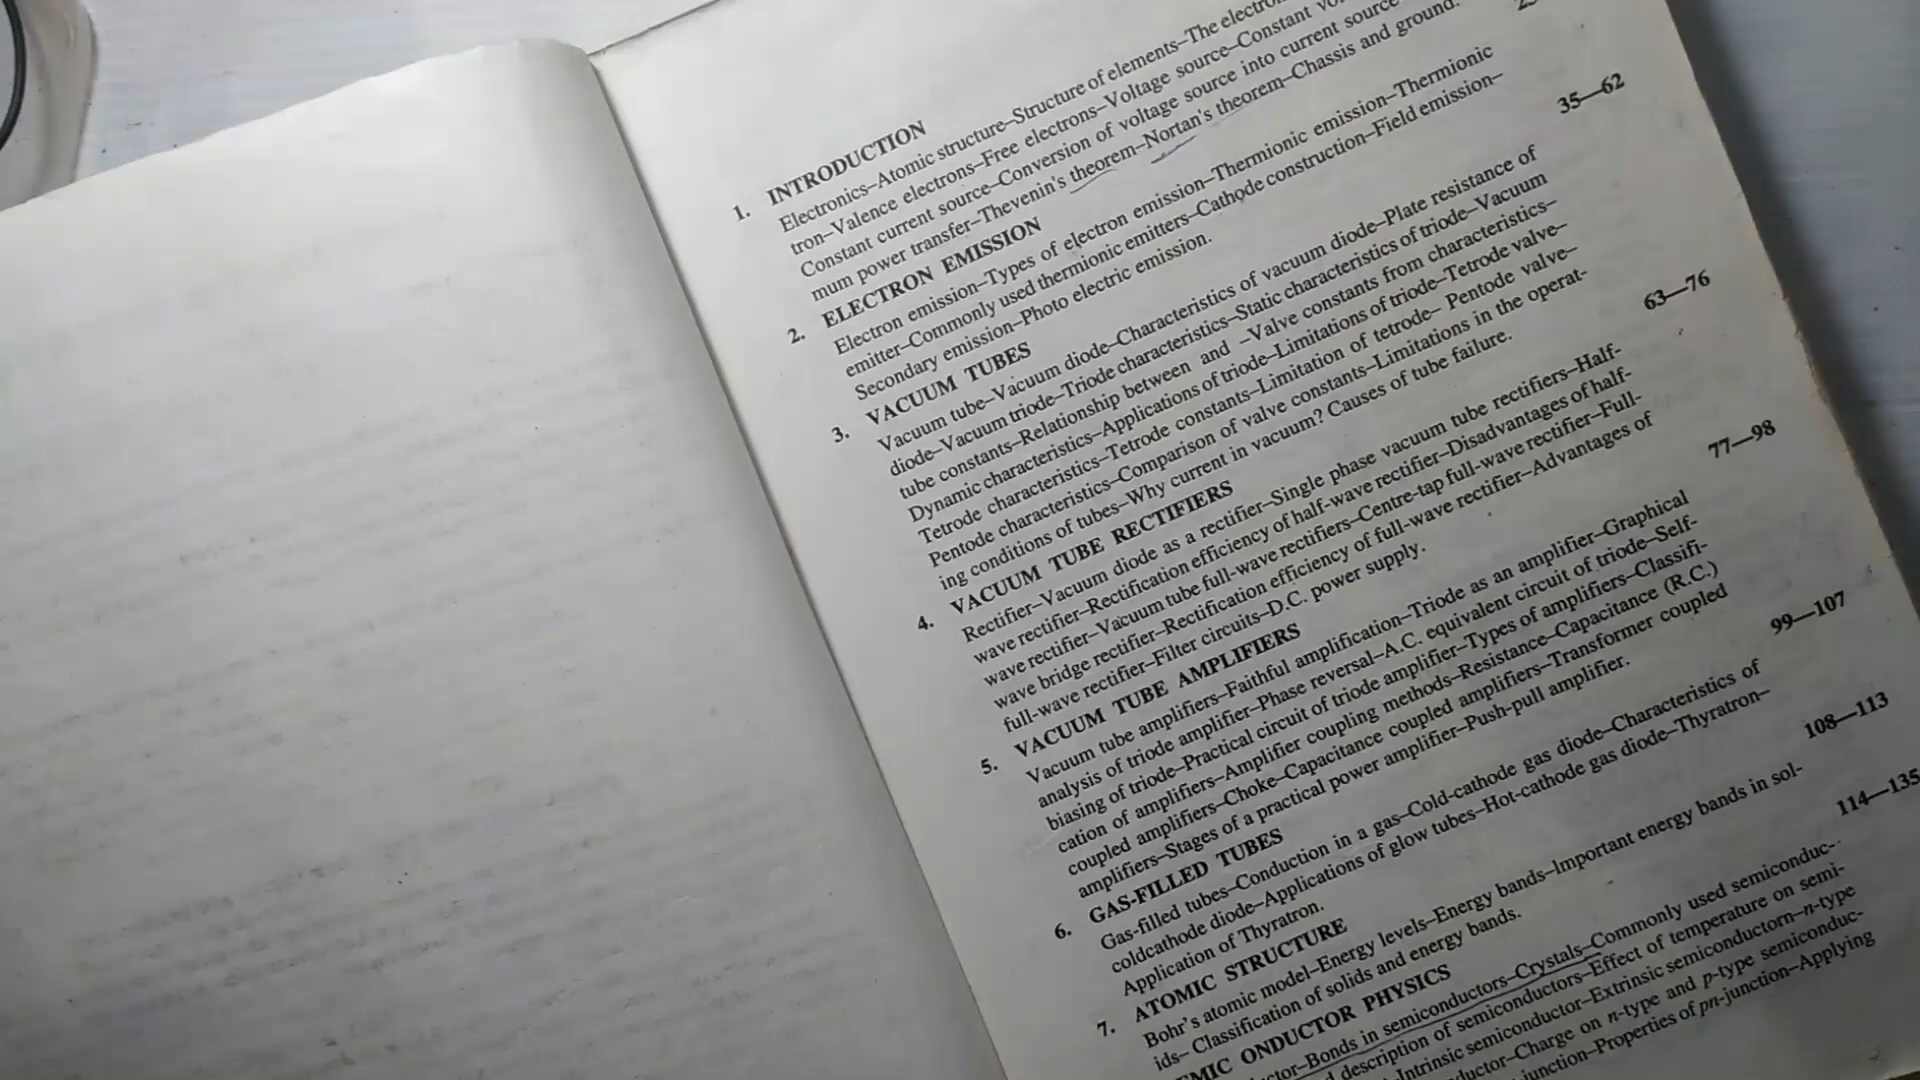 1. INTRODUCTION
Electronics–Atomic structure–Structure of elements–The
tron–Valence electrons–Free electrons–Voltage source–Constant
Constant current source–Conversion of voltage source into current source
mum power transfer–Thevenin's theorem–Nortan's theorem–Chassis and ground.
2. ELECTRON EMISSION 35—62
Electron emission–Types of electron emission–Thermionic emission–Thermionic
emitter–Commonly used thermionic emitters–Cathode construction–Field emission–
Secondary emission–Photo electric emission.
3. VACUUM TUBES 63—76
Vacuum tube–Vacuum diode–Characteristics of vacuum diode–Plate resistance of
diode–Vacuum triode–Triode characteristics–Static characteristics of triode–Vacuum
tube constants–Relationship between and –Valve constants from characteristics–
Dynamic characteristics–Applications of triode–Limitations of triode–Tetrode valve–
Tetrode characteristics–Tetrode constants–Limitation of tetrode– Pentode valve–
Pentode characteristics–Comparison of valve constants–Limitations in the operat-
ing conditions of tubes–Why current in vacuum? Causes of tube failure.
4. VACUUM TUBE RECTIFIERS 77—98
Rectifier–Vacuum diode as a rectifier–Single phase vacuum tube rectifiers–Half-
wave rectifier–Rectification efficiency of half-wave rectifier–Disadvantages of half-
wave rectifier–Vacuum tube full-wave rectifiers–Centre-tap full-wave rectifier–Full-
wave bridge rectifier–Rectification efficiency of full-wave rectifier–Advantages of
full-wave rectifier–Filter circuits–D.C. power supply.
5. VACUUM TUBE AMPLIFIERS 99—107
Vacuum tube amplifiers–Faithful amplification–Triode as an amplifier–Graphical
analysis of triode amplifier–Phase reversal–A.C. equivalent circuit of triode–Self-
biasing of triode–Practical circuit of triode amplifier–Types of amplifiers–Classifi-
cation of amplifiers–Amplifier coupling methods–Resistance–Capacitance (R.C.)
coupled amplifiers–Choke–Capacitance coupled amplifiers–Transformer coupled
amplifiers–Stages of a practical power amplifier–Push-pull amplifier.
6. GAS-FILLED TUBES 108—113
Gas-filled tubes–Conduction in a gas–Cold-cathode gas diode–Characteristics of
coldcathode diode–Applications of glow tubes–Hot-cathode gas diode–Thyratron–
Application of Thyratron.
7. ATOMIC STRUCTURE 114—135
Bohr's atomic model–Energy levels–Energy bands–Important energy bands in sol-
ids– Classification of solids and energy bands.
ONDUCTOR PHYSICS
–Bonds in semiconductors–Crystals–Commonly used semiconduc-
description of semiconductors–Effect of temperature on semi-
Intrinsic semiconductor–Extrinsic semiconductorn–n-type
–Charge on n-type and p-type semiconduc-
–Properties of pn-junction–Applying